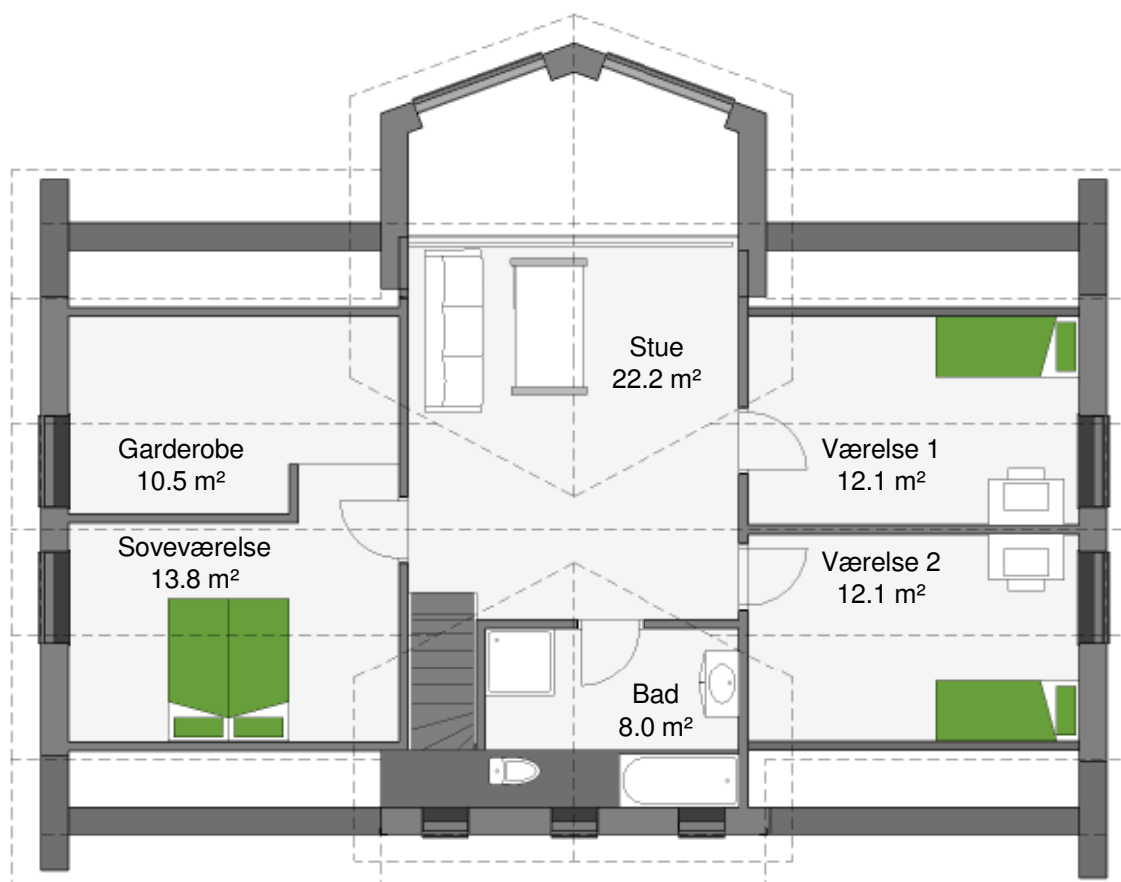 Stue
22.2 m²
Garderobe
10.5 m²
Værelse 1
12.1 m²
Soveværelse
13.8 m²
Værelse 2
12.1 m²
Bad
8.0 m²